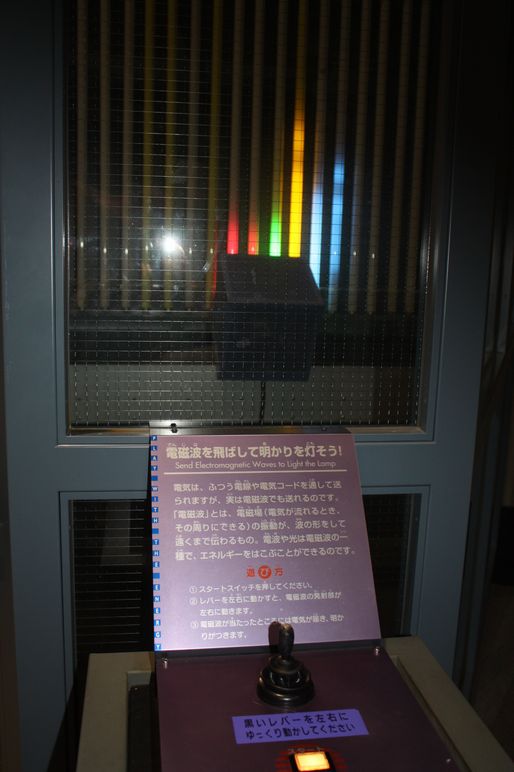 電磁波を飛ばして明かりを灯そう!
Send Electromagnetic Waves to Light the Lamp
電気は、ふつう電線や電気コードを通して送
られますが、実は電磁波でも送れるのです。
「電磁波」とは、電磁場(電気が流れるとき、
その周りにできる)の振動が、波の形をして
遠くまで伝わるもの。電波や光は電磁波の一
種で、エネルギーをはこぶことができるのです。
遊び方
①スタートスイッチを押してください。
②レバーを左右に動かすと、電磁波の発射部が
左右に動きます。
③電磁波が当たったところには電気が届き、明か
りがつきます。
PLAY WITH THE ENERGY
黒いレバーを左右に
ゆっくり動かしてください
スタート